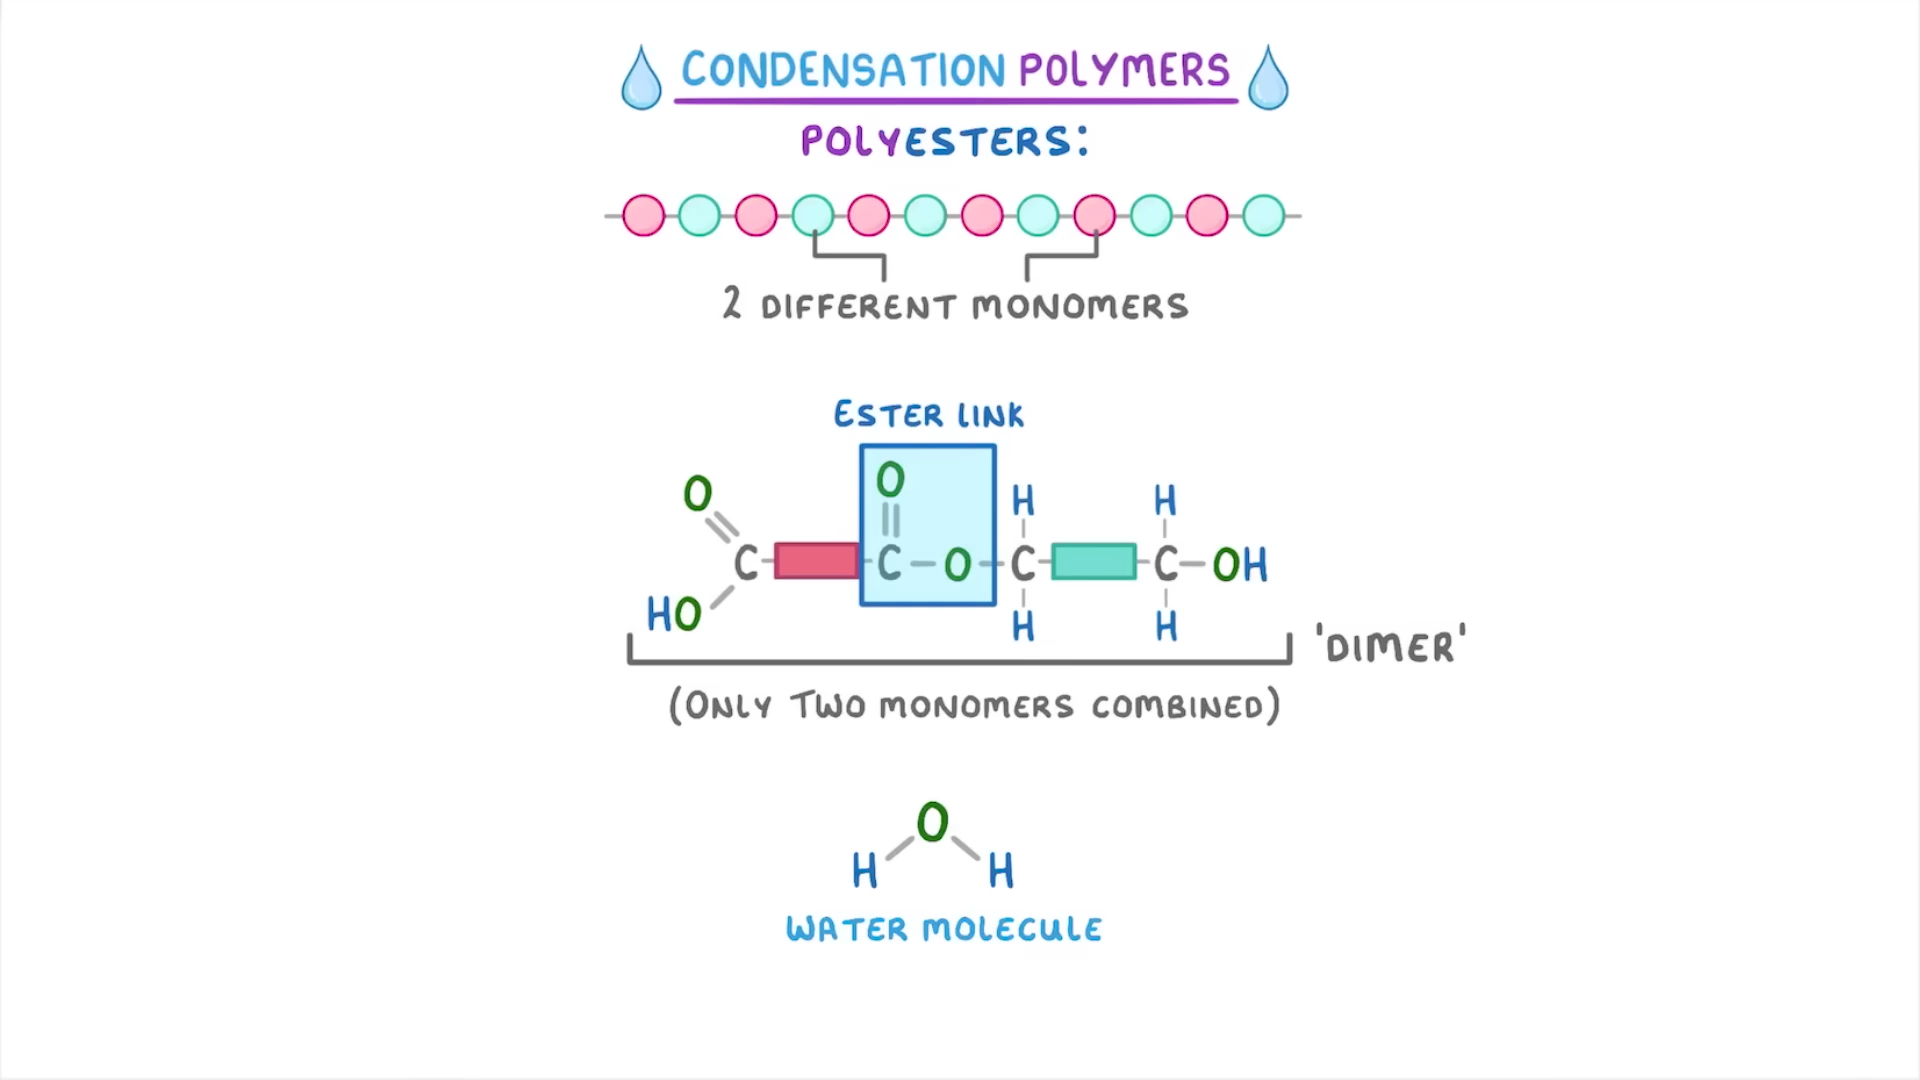 CONDENSATION POLYMERS
POLYESTERS:
2 DIFFERENT MONOMERS
ESTER LINK
O O H H
C C – O – C C – OH
HO H H
'DIMER'
(ONLY TWO MONOMERS COMBINED)
O
H H
WATER MOLECULE